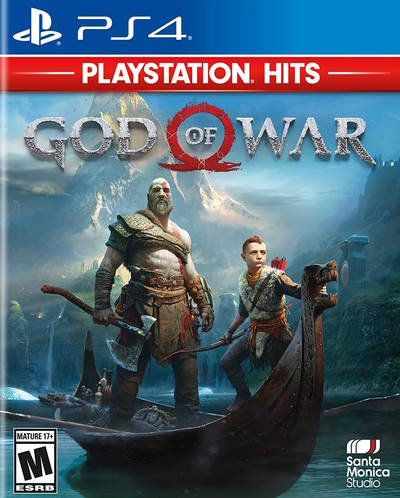 PS4
PLAYSTATION HITS
GOD OF WAR
MATURE 17+
M
ESRB
Santa
Monica
Studio